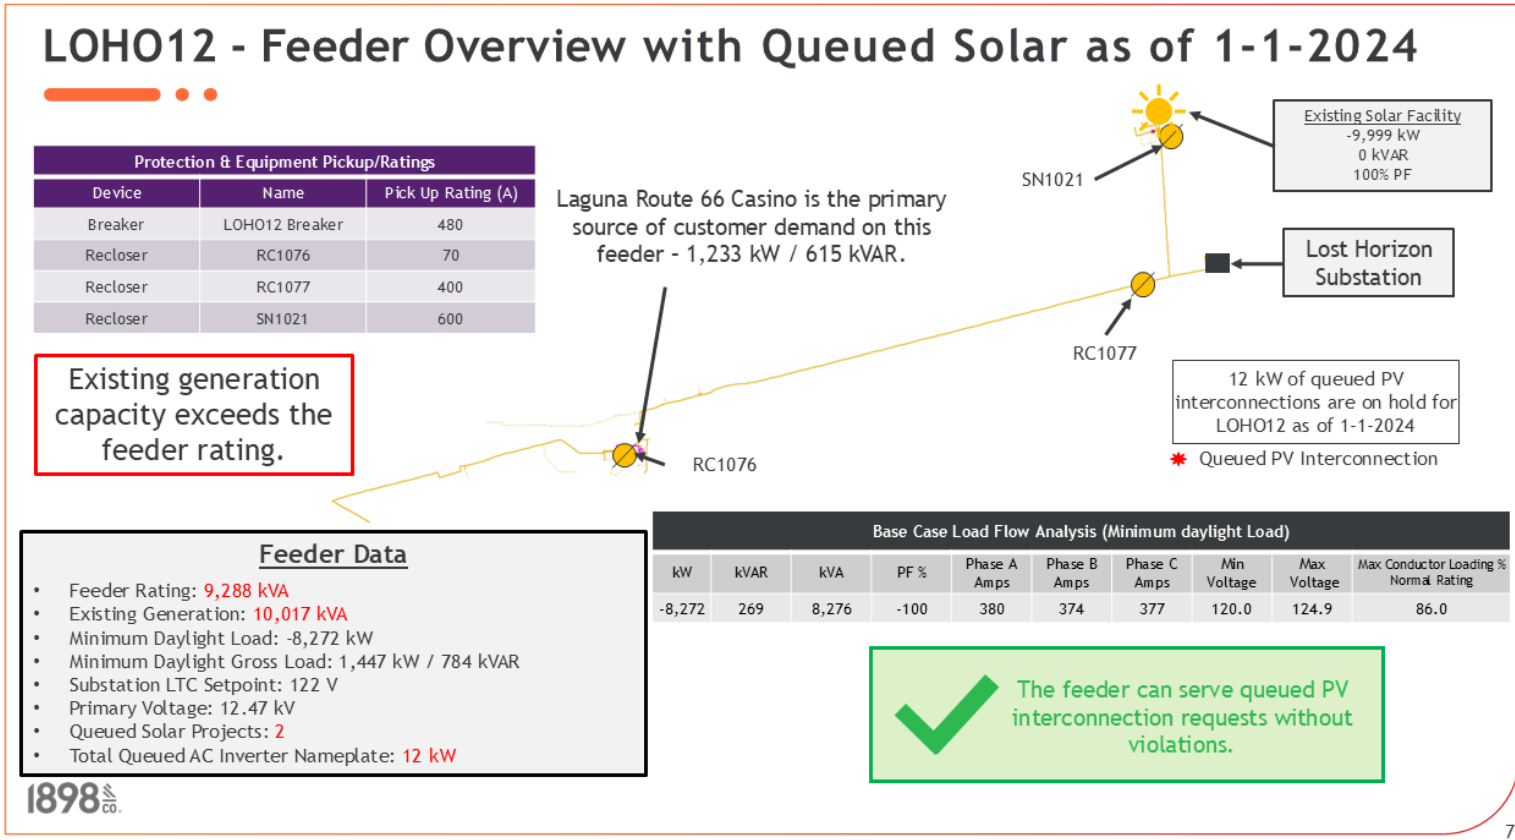 LOHO12 - Feeder Overview with Queued Solar as of 1-1-2024
Protection & Equipment Pickup/Ratings
Device Name Pick Up Rating (A)
Breaker LOHO12 Breaker 480
Recloser RC1076 70
Recloser RC1077 400
Recloser SN1021 600
Laguna Route 66 Casino is the primary
source of customer demand on this
feeder - 1,233 kW / 615 kVAR.
SN1021
Existing Solar Facility
-9,999 kW
0 kVAR
100% PF
Lost Horizon
Substation
RC1077
Existing generation
capacity exceeds the
feeder rating.
12 kW of queued PV
interconnections are on hold for
LOHO12 as of 1-1-2024
Queued PV Interconnection
RC1076
Feeder Data
• Feeder Rating: 9,288 kVA
• Existing Generation: 10,017 kVA
• Minimum Daylight Load: -8,272 kW
• Minimum Daylight Gross Load: 1,447 kW / 784 kVAR
• Substation LTC Setpoint: 122 V
• Primary Voltage: 12.47 kV
• Queued Solar Projects: 2
• Total Queued AC Inverter Nameplate: 12 kW
Base Case Load Flow Analysis (Minimum daylight Load)
kW kVAR kVA PF % Phase A Amps Phase B Amps Phase C Amps Min Voltage Max Voltage Max Conductor Loading % Normal Rating
-8,272 269 8,276 -100 380 374 377 120.0 124.9 86.0
The feeder can serve queued PV
interconnection requests without
violations.
1898 & CO.
7